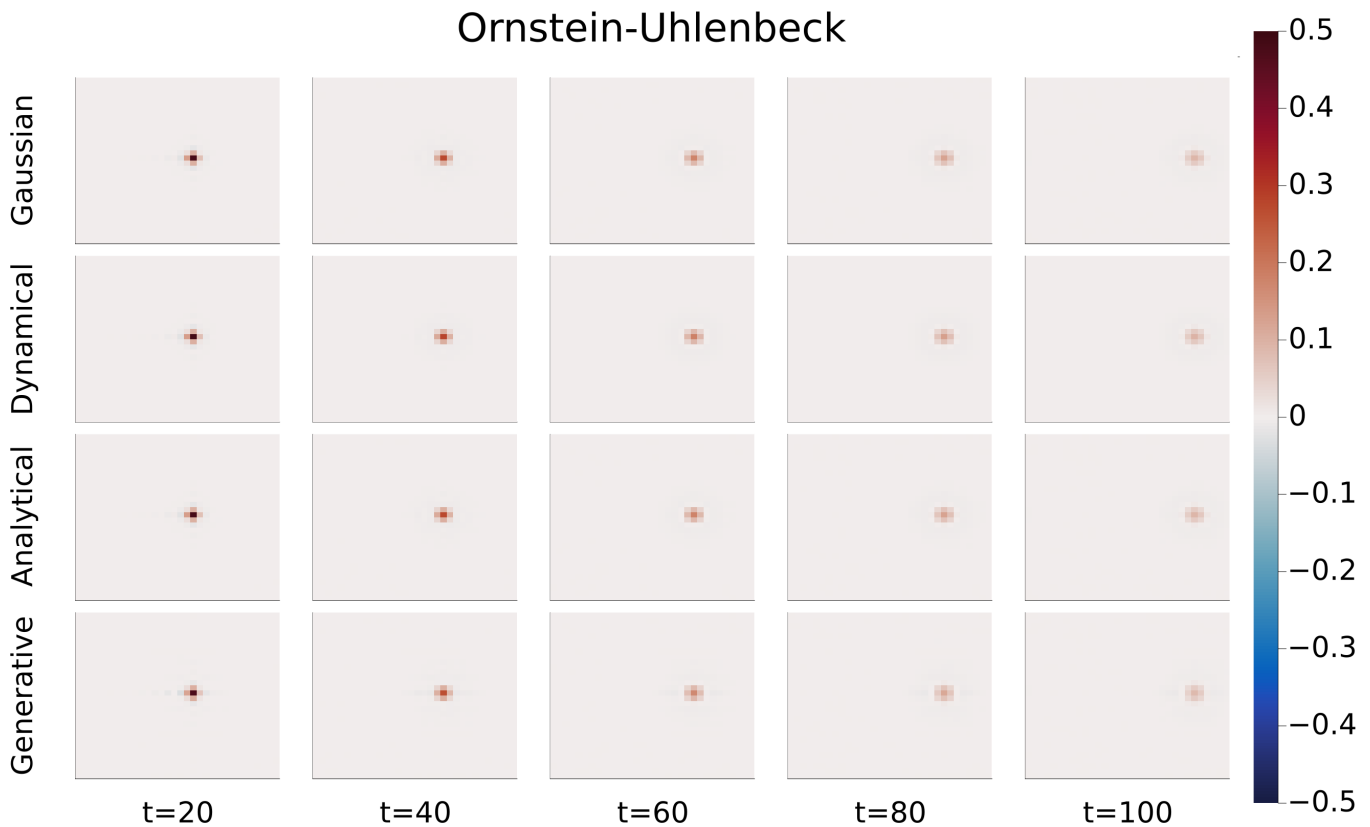 Ornstein-Uhlenbeck
Gaussian
Dynamical
Analytical
Generative
t=20
t=40
t=60
t=80
t=100
0.5
0.4
0.3
0.2
0.1
0
−0.1
−0.2
−0.3
−0.4
−0.5